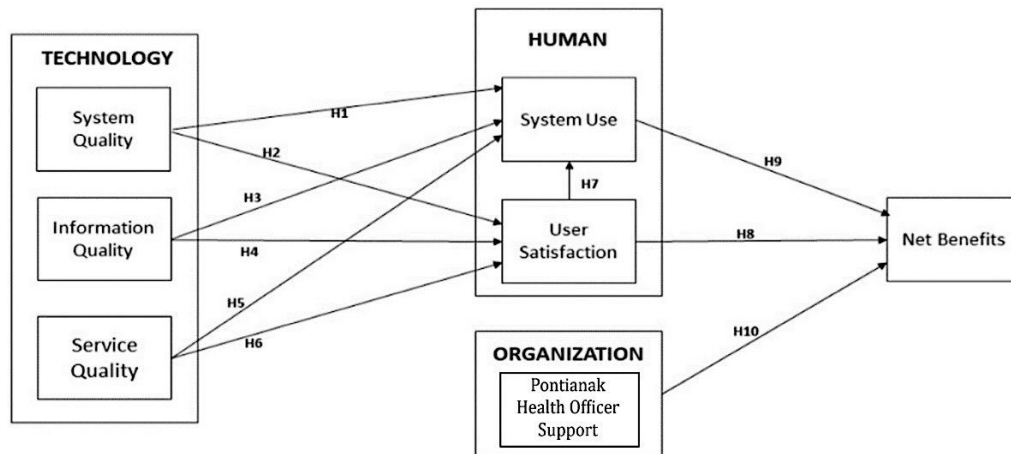 TECHNOLOGY
System
Quality
Information
Quality
Service
Quality
H1
H2
H3
H4
H5
H6
HUMAN
System Use
H7
User
Satisfaction
ORGANIZATION
Pontianak
Health Officer
Support
H9
H8
H10
Net Benefits